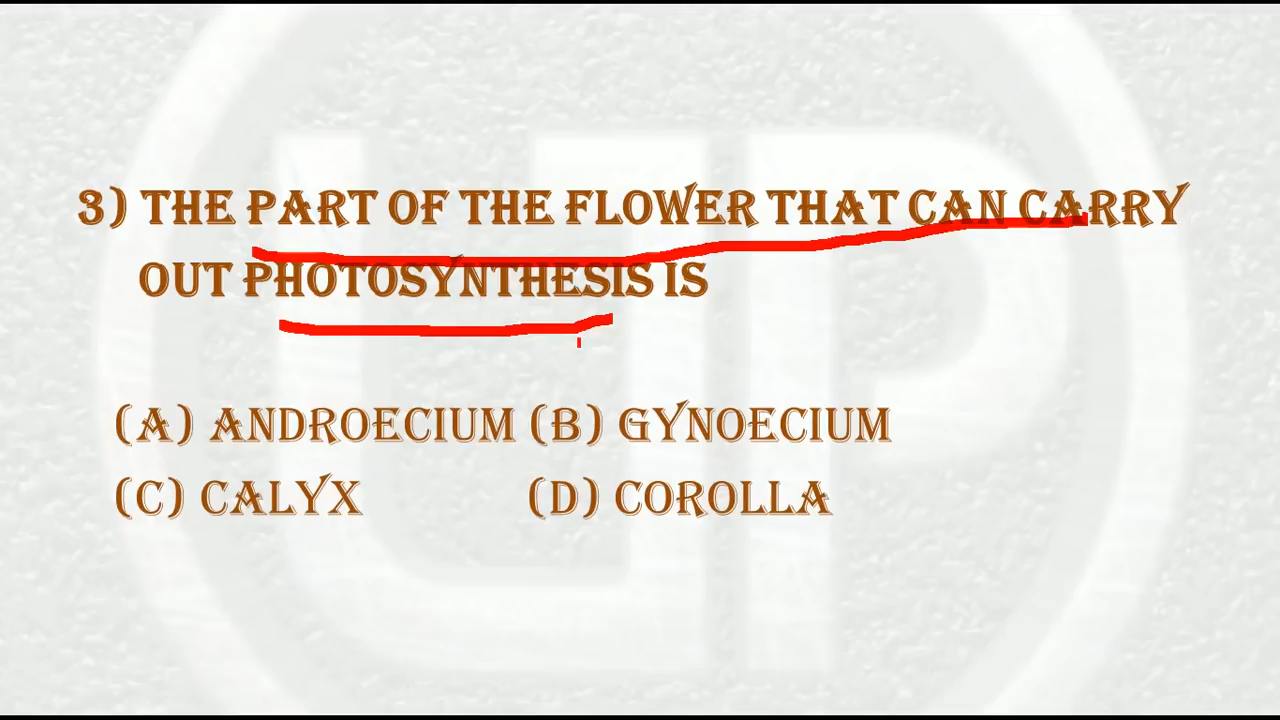 3) THE PART OF THE FLOWER THAT CAN CARRY
OUT PHOTOSYNTHESIS IS
(A) ANDROECIUM (B) GYNOECIUM
(C) CALYX (D) COROLLA